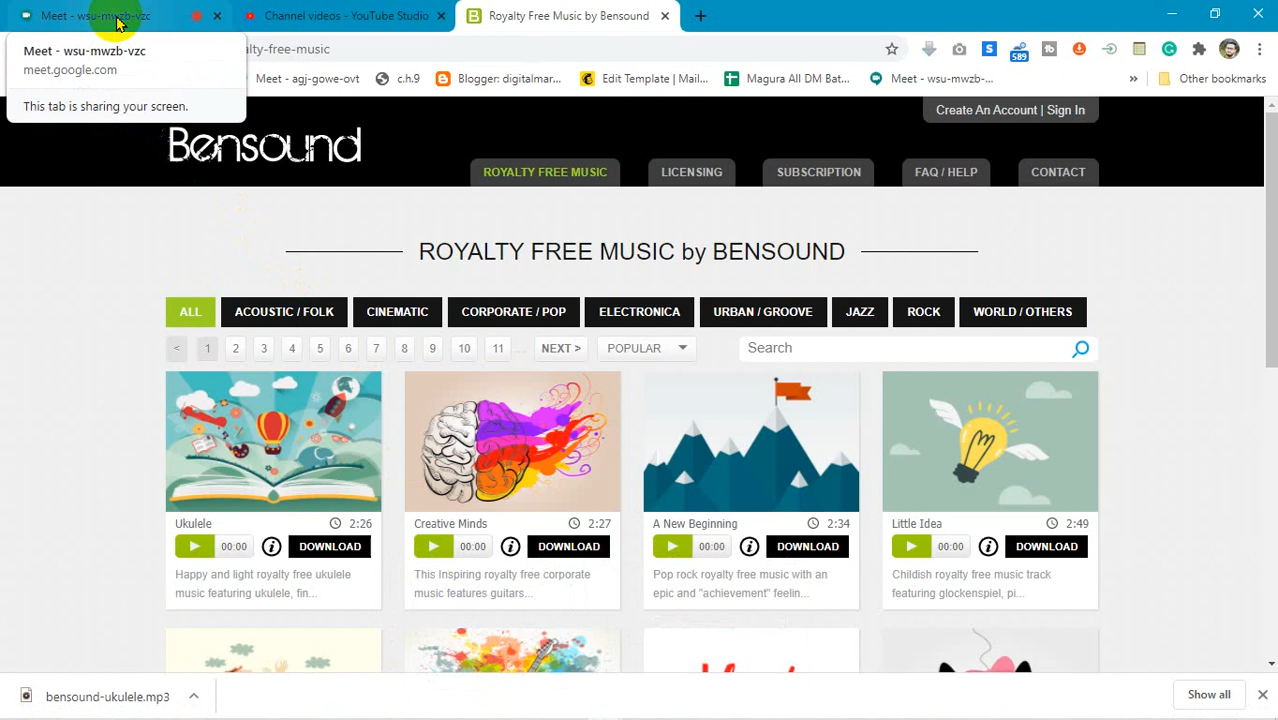 Meet - wsu-mwzb-vzc
Channel videos - YouTube Studio
Royalty Free Music by Bensound
Meet - wsu-mwzb-vzc
meet.google.com
This tab is sharing your screen.
alty-free-music
589
Meet - agj-gowe-ovt
c.h.9
Blogger: digitalmar...
Edit Template | Mail...
Magura All DM Bat...
Meet - wsu-mwzb-...
»
Other bookmarks
Create An Account | Sign In
Bensound
ROYALTY FREE MUSIC
LICENSING
SUBSCRIPTION
FAQ / HELP
CONTACT
ROYALTY FREE MUSIC by BENSOUND
ALL
ACOUSTIC / FOLK
CINEMATIC
CORPORATE / POP
ELECTRONICA
URBAN / GROOVE
JAZZ
ROCK
WORLD / OTHERS
< 1 2 3 4 5 6 7 8 9 10 11 ... NEXT >
POPULAR
Search
Ukulele 2:26
00:00 DOWNLOAD
Happy and light royalty free ukulele
music featuring ukulele, fin...
Creative Minds 2:27
00:00 DOWNLOAD
This Inspiring royalty free corporate
music features guitars...
A New Beginning 2:34
00:00 DOWNLOAD
Pop rock royalty free music with an
epic and "achievement" feelin...
Little Idea 2:49
00:00 DOWNLOAD
Childish royalty free music track
featuring glockenspiel, pi...
bensound-ukulele.mp3
Show all